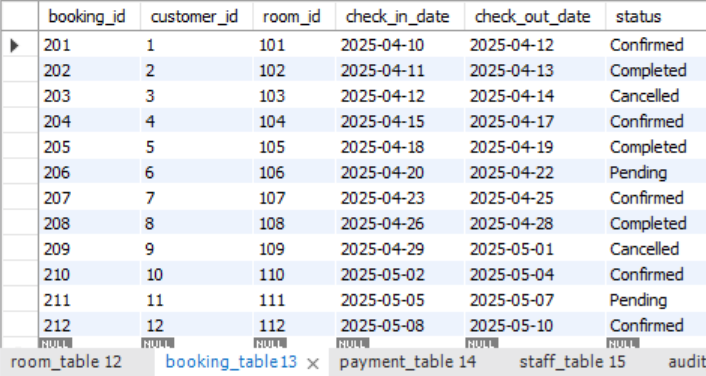 booking_id customer_id room_id check_in_date check_out_date status
201 1 101 2025-04-10 2025-04-12 Confirmed
202 2 102 2025-04-11 2025-04-13 Completed
203 3 103 2025-04-12 2025-04-14 Cancelled
204 4 104 2025-04-15 2025-04-17 Confirmed
205 5 105 2025-04-18 2025-04-19 Completed
206 6 106 2025-04-20 2025-04-22 Pending
207 7 107 2025-04-23 2025-04-25 Confirmed
208 8 108 2025-04-26 2025-04-28 Completed
209 9 109 2025-04-29 2025-05-01 Cancelled
210 10 110 2025-05-02 2025-05-04 Confirmed
211 11 111 2025-05-05 2025-05-07 Pending
212 12 112 2025-05-08 2025-05-10 Confirmed
NULL NULL NULL NULL NULL NULL
room_table 12 booking_table13 payment_table 14 staff_table 15 audit